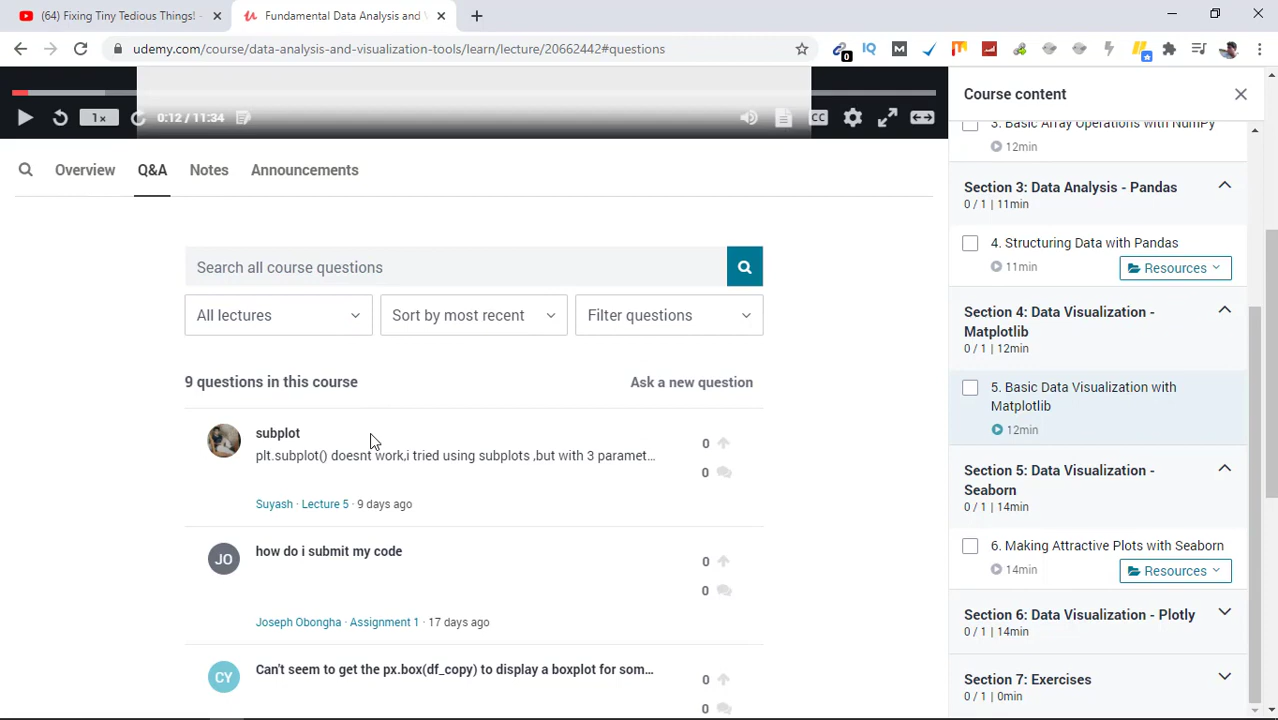 (64) Fixing Tiny Tedious Things! -
Fundamental Data Analysis and
udemy.com/course/data-analysis-and-visualization-tools/learn/lecture/20662442#questions
1×
0:12 / 11:34
CC
Overview
Q&A
Notes
Announcements
Search all course questions
All lectures
Sort by most recent
Filter questions
9 questions in this course
Ask a new question
subplot
plt.subplot() doesnt work,i tried using subplots ,but with 3 paramet...
0
0
Suyash · Lecture 5 · 9 days ago
JO
how do i submit my code
0
0
Joseph Obongha · Assignment 1 · 17 days ago
CY
Can't seem to get the px.box(df_copy) to display a boxplot for som...
0
0
Course content
3. Basic Array Operations with NumPy
12min
Section 3: Data Analysis - Pandas
0 / 1 | 11min
4. Structuring Data with Pandas
11min
Resources
Section 4: Data Visualization -
Matplotlib
0 / 1 | 12min
5. Basic Data Visualization with
Matplotlib
12min
Section 5: Data Visualization -
Seaborn
0 / 1 | 14min
6. Making Attractive Plots with Seaborn
14min
Resources
Section 6: Data Visualization - Plotly
0 / 1 | 14min
Section 7: Exercises
0 / 1 | 0min